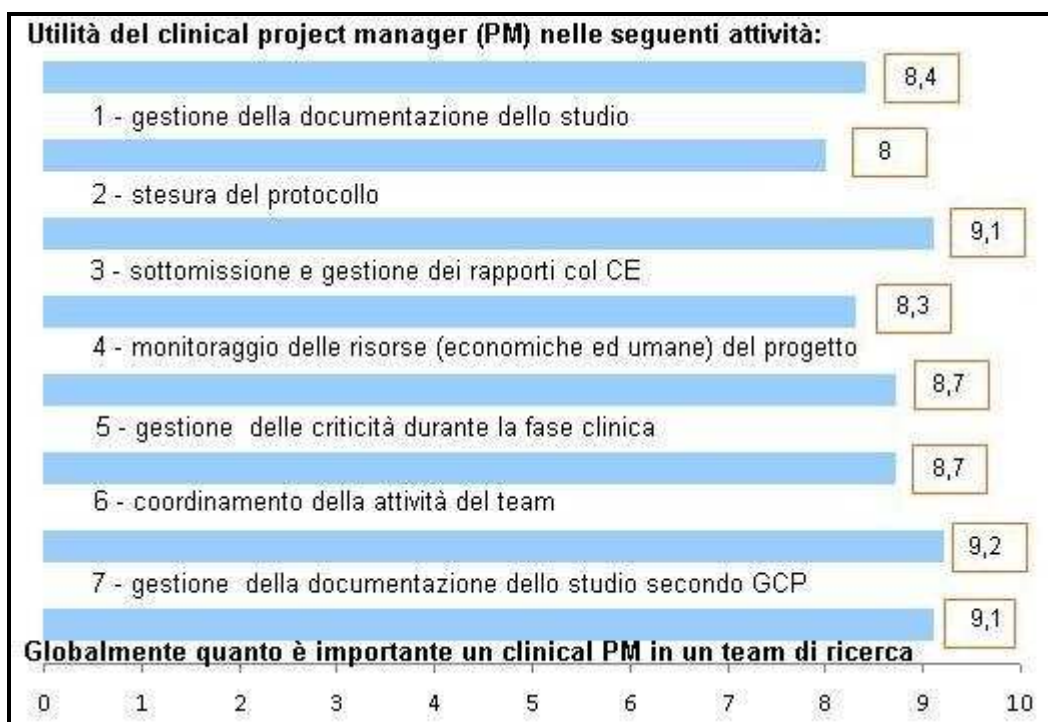 Utilità del clinical project manager (PM) nelle seguenti attività:
8,4
1 - gestione della documentazione dello studio
8
2 - stesura del protocollo
9,1
3 - sottomissione e gestione dei rapporti col CE
8,3
4 - monitoraggio delle risorse (economiche ed umane) del progetto
8,7
5 - gestione delle criticità durante la fase clinica
8,7
6 - coordinamento della attività del team
9,2
7 - gestione della documentazione dello studio secondo GCP
9,1
Globalmente quanto è importante un clinical PM in un team di ricerca
0 1 2 3 4 5 6 7 8 9 10